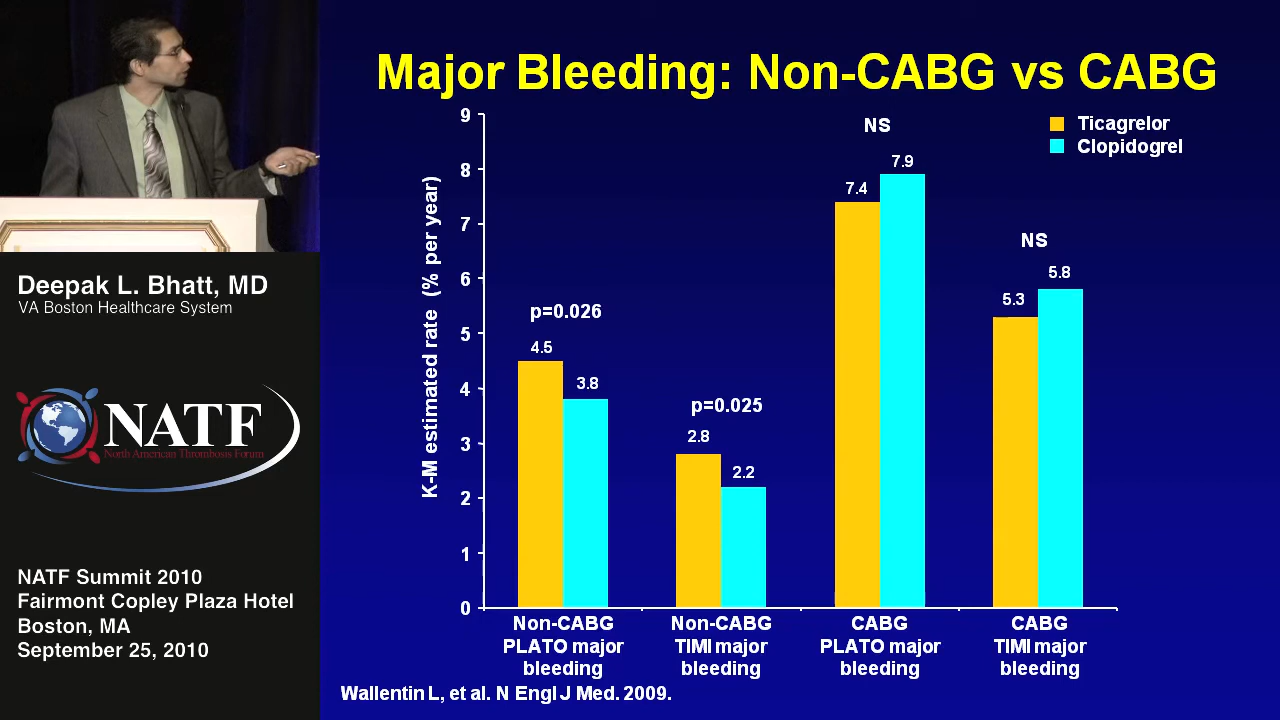 Major Bleeding: Non-CABG vs CABG
9
8
7
6
5
4
3
2
1
0
K-M estimated rate (% per year)
NS
Ticagrelor
Clopidogrel
7.9
7.4
NS
5.8
5.3
p=0.026
4.5
3.8
p=0.025
2.8
2.2
Non-CABG
PLATO major
bleeding
Non-CABG
TIMI major
bleeding
CABG
PLATO major
bleeding
CABG
TIMI major
bleeding
Wallentin L, et al. N Engl J Med. 2009.
Deepak L. Bhatt, MD
VA Boston Healthcare System
NATF
North American Thrombosis Forum
NATF Summit 2010
Fairmont Copley Plaza Hotel
Boston, MA
September 25, 2010